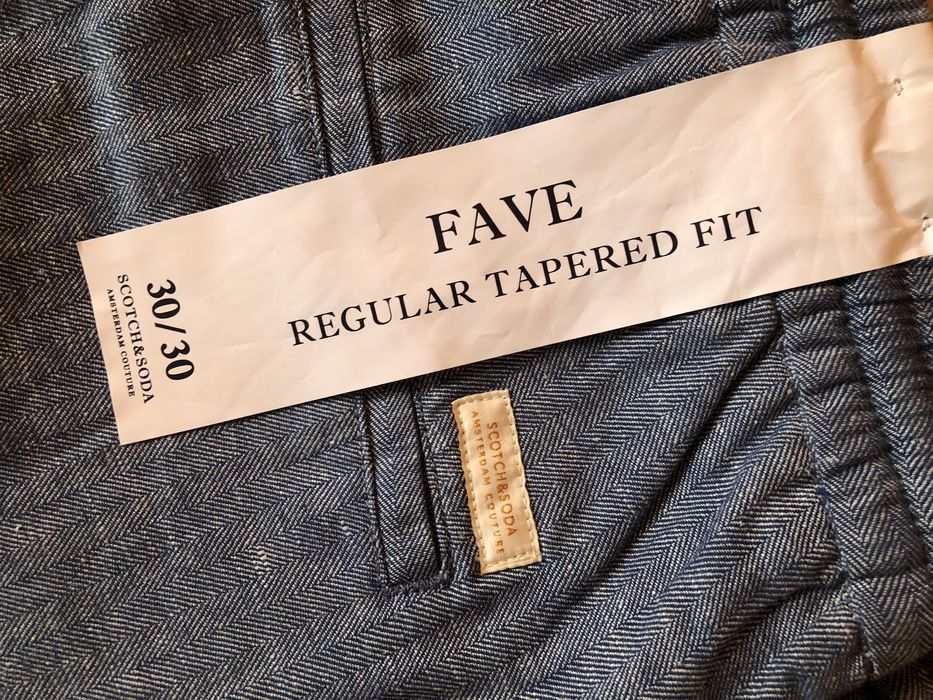 FAVE
REGULAR TAPERED FIT
30/30
SCOTCH&SODA
AMSTERDAM COUTURE
SCOTCH&SODA
AMSTERDAM COUTURE